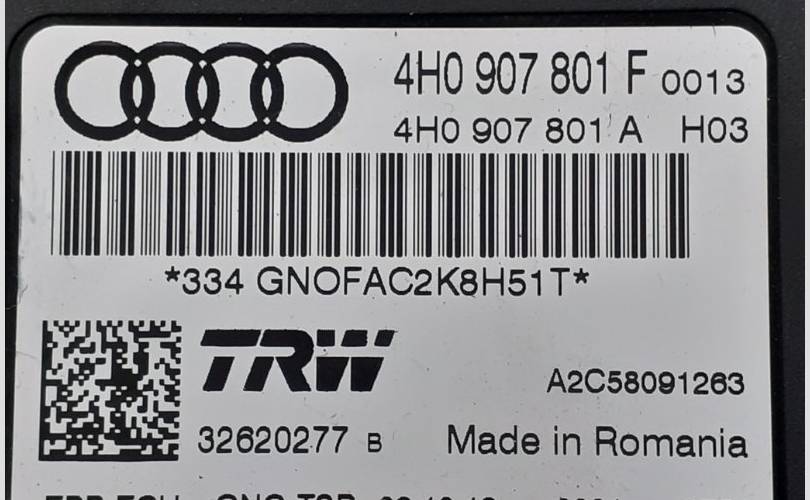 4H0 907 801 F 0013
4H0 907 801 A H03
*334 GNOFAC2K8H51T*
TRW
A2C58091263
32620277 B Made in Romania